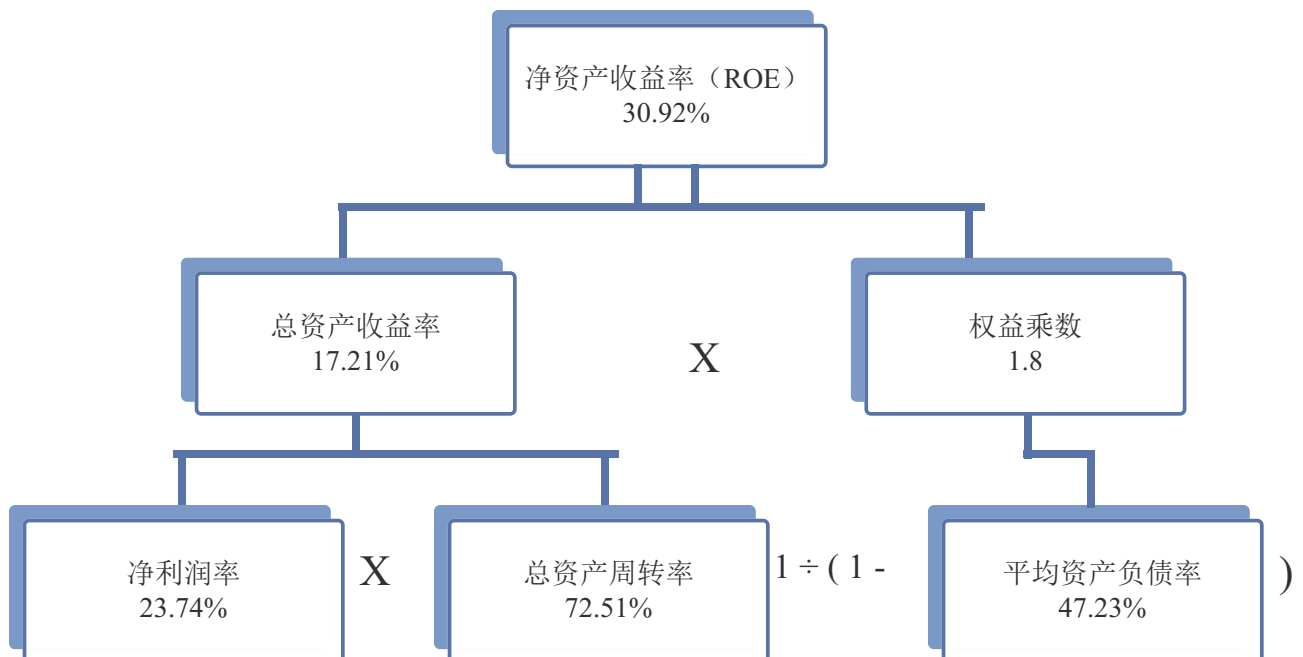 净资产收益率（ROE）
30.92%
总资产收益率
17.21%
X
权益乘数
1.8
净利润率
23.74%
X
总资产周转率
72.51%
1 ÷ ( 1 -
平均资产负债率
47.23%
)